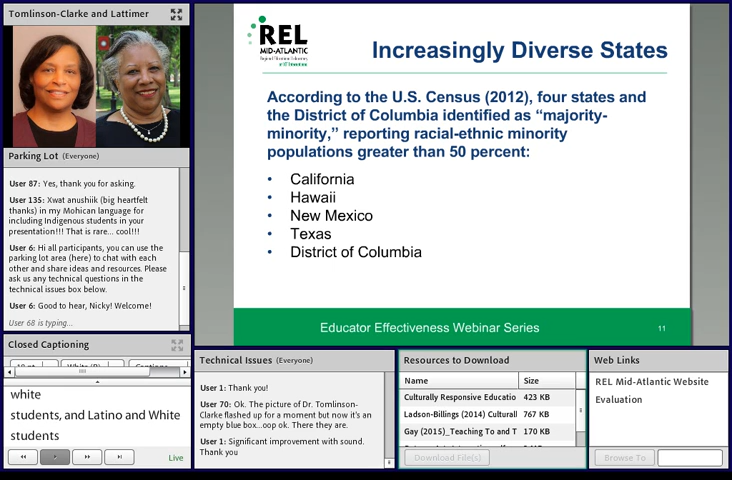 Tomlinson-Clarke and Lattimer
Parking Lot (Everyone)
User 87: Yes, thank you for asking.
User 135: Xwat anushiik (big heartfelt
thanks) in my Mohican language for
including Indigenous students in your
presentation!!! That is rare... cool!!!
User 6: Hi all participants, you can use the
parking lot area (here) to chat with each
other and share ideas and resources. Please
ask us any technical questions in the
technical issues box below.
User 6: Good to hear, Nicky! Welcome!
User 68 is typing...
Closed Captioning
white
students, and Latino and White
students
Live
REL
MID-ATLANTIC
Increasingly Diverse States
According to the U.S. Census (2012), four states and
the District of Columbia identified as “majority-
minority,” reporting racial-ethnic minority
populations greater than 50 percent:
• California
• Hawaii
• New Mexico
• Texas
• District of Columbia
Educator Effectiveness Webinar Series
11
Technical Issues (Everyone)
User 1: Thank you!
User 70: Ok. The picture of Dr. Tomlinson-
Clarke flashed up for a moment but now it's an
empty blue box...oop ok. There they are.
User 1: Significant improvement with sound.
Thank you
Resources to Download
Name Size
Culturally Responsive Educatio 423 KB
Ladson-Billings (2014) Culturall 767 KB
Gay (2015)_Teaching To and T 170 KB
Download File(s)
Web Links
REL Mid-Atlantic Website
Evaluation
Browse To